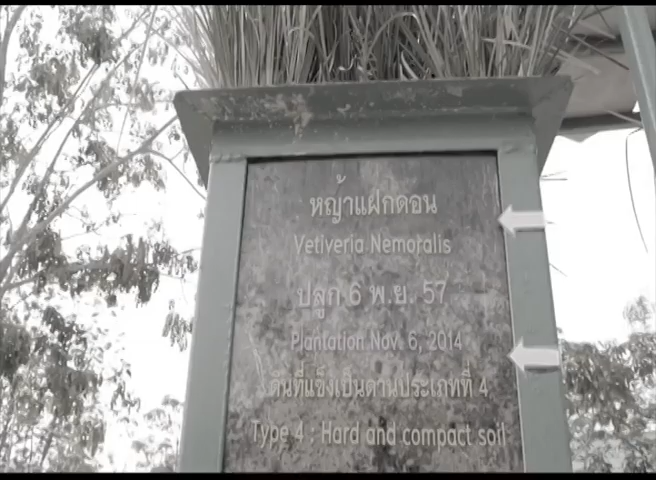 หญ้าแฝกดอน
Vetiveria Nemoralis
ปลูก 6 พ.ย. 57
Plantation Nov. 6, 2014
ดินที่แข็งเป็นดานประเภทที่ 4
Type 4 : Hard and compact soil